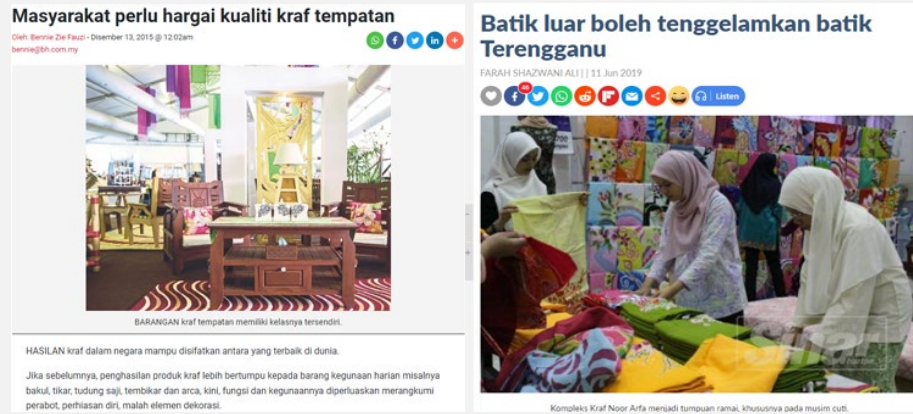 Masyarakat perlu hargai kualiti kraf tempatan
Oleh Bennie Zie Fauzi - Disember 13, 2015 @ 12:02am
bennie@bh.com.my
BARANGAN kraf tempatan memiliki kelasnya tersendiri.
HASILAN kraf dalam negara mampu disifatkan antara yang terbaik di dunia.
Jika sebelumnya, penghasilan produk kraf lebih bertumpu kepada barang kegunaan harian misalnya
bakul, tikar, tudung saji, tembikar dan arca, kini, fungsi dan kegunaannya diperluaskan merangkumi
perabot, perhiasan diri, malah elemen dekorasi.
Batik luar boleh tenggelamkan batik
Terengganu
FARAH SHAZWANI ALI | | 11 Jun 2019
46
Listen
Sinar
Kompleks Kraf Noor Arfa menjadi tumpuan ramai, khususnya pada musim cuti.